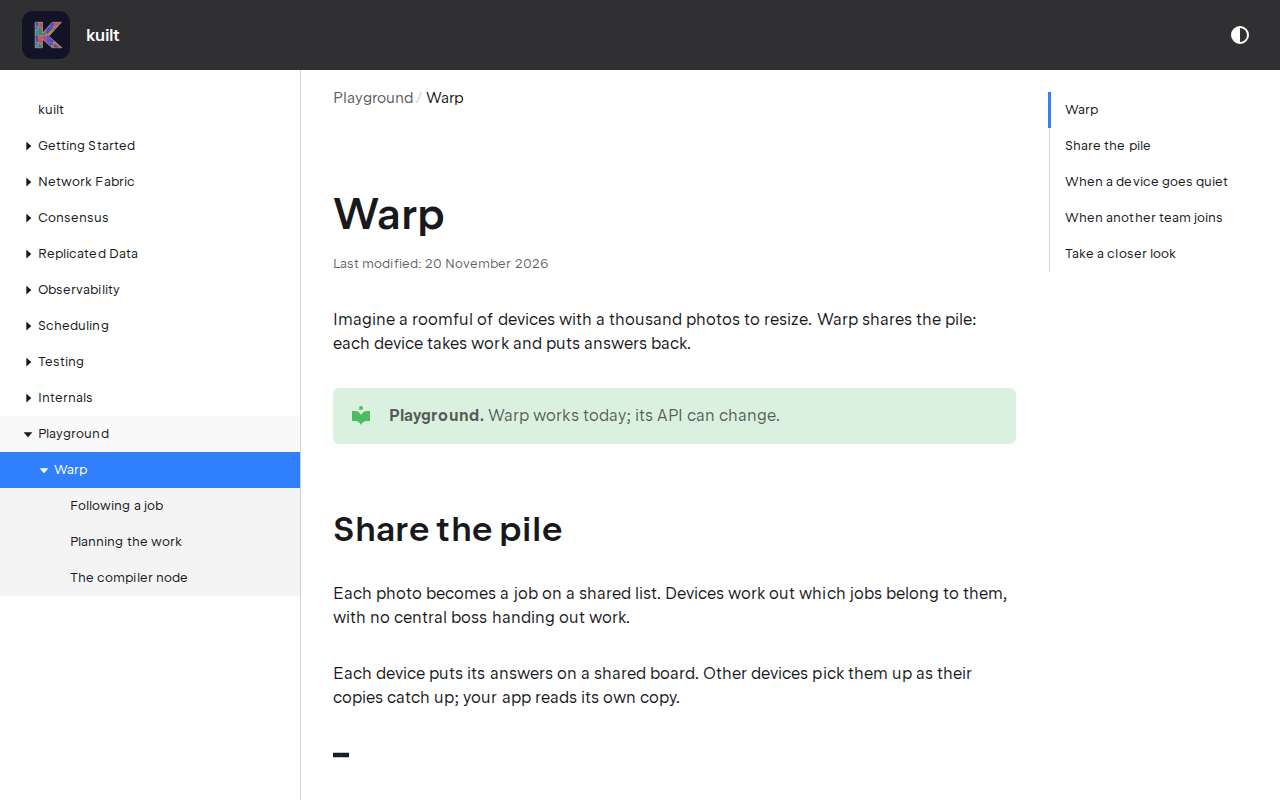 K kuilt
kuilt
Getting Started
Network Fabric
Consensus
Replicated Data
Observability
Scheduling
Testing
Internals
Playground
Warp
Following a job
Planning the work
The compiler node
Playground / Warp
Warp
Last modified: 20 November 2026
Imagine a roomful of devices with a thousand photos to resize. Warp shares the pile:
each device takes work and puts answers back.
Playground. Warp works today; its API can change.
Share the pile
Each photo becomes a job on a shared list. Devices work out which jobs belong to them,
with no central boss handing out work.
Each device puts its answers on a shared board. Other devices pick them up as their
copies catch up; your app reads its own copy.
Warp
Share the pile
When a device goes quiet
When another team joins
Take a closer look